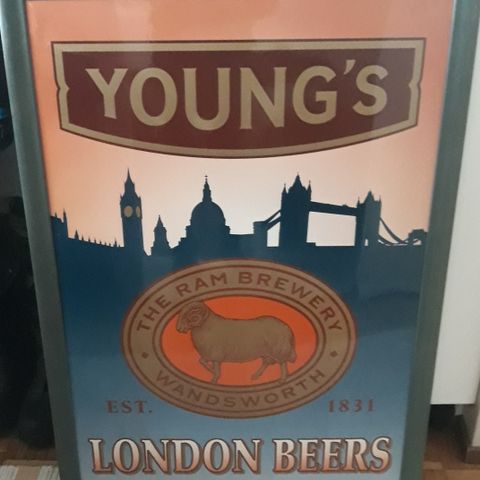 YOUNG'S
THE RAM BREWERY
WANDSWORTH
EST. 1831
LONDON BEERS